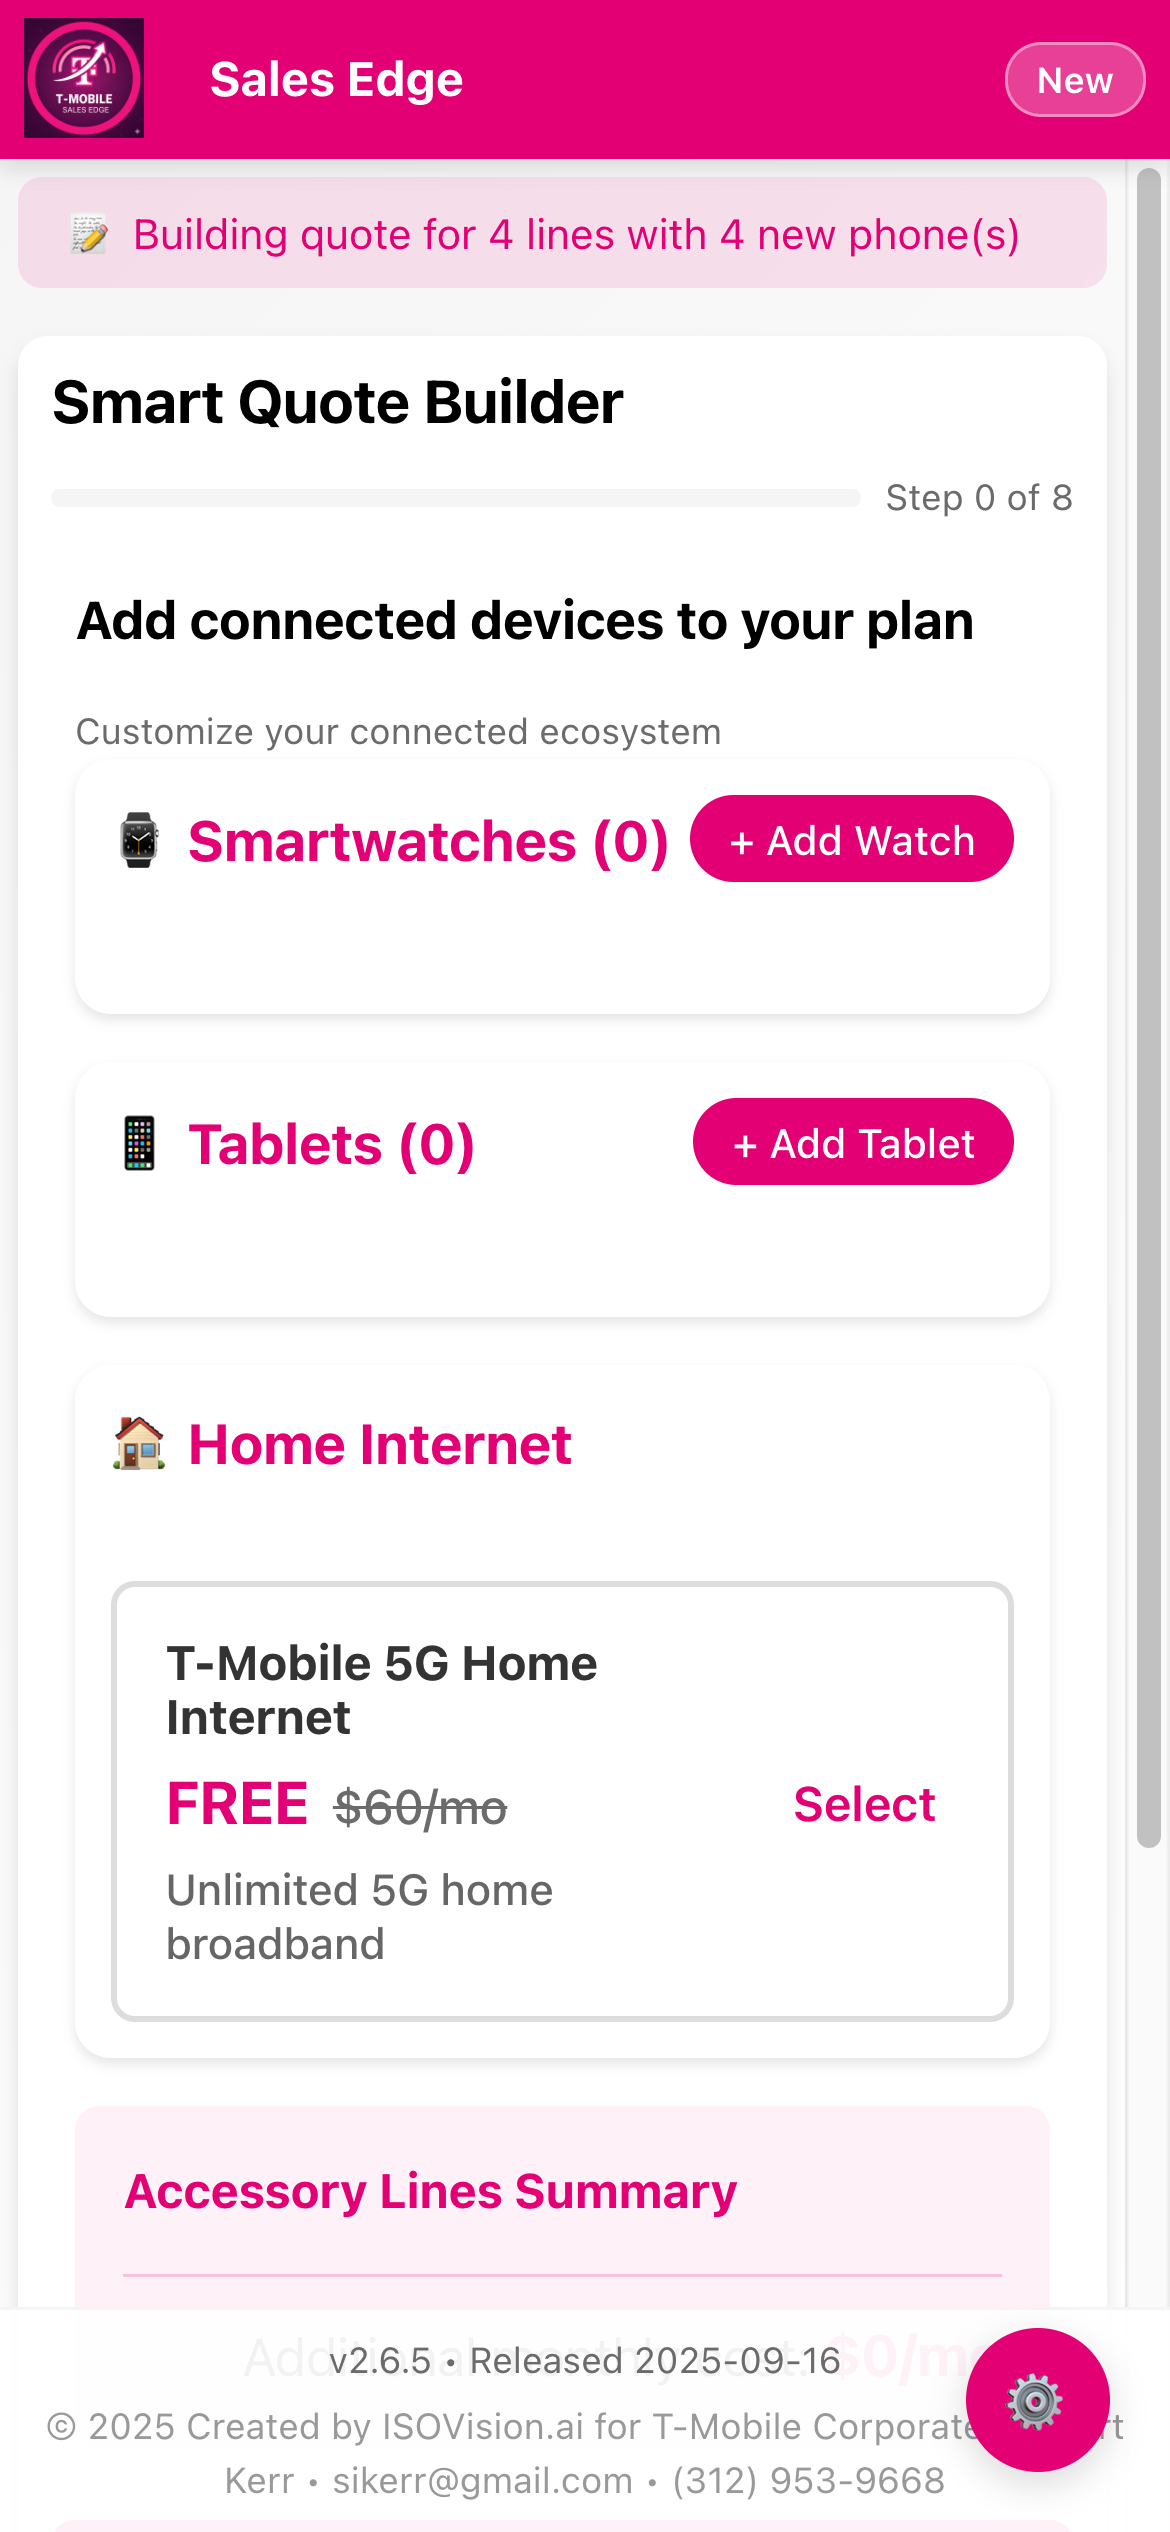 T-MOBILE
SALES EDGE
Sales Edge
New
Building quote for 4 lines with 4 new phone(s)
Smart Quote Builder
Step 0 of 8
Add connected devices to your plan
Customize your connected ecosystem
Smartwatches (0)
+ Add Watch
Tablets (0)
+ Add Tablet
Home Internet
T-Mobile 5G Home
Internet
FREE $60/mo
Select
Unlimited 5G home
broadband
Accessory Lines Summary
Additional monthly cost: $0/mo
v2.6.5 • Released 2025-09-16
© 2025 Created by ISOVision.ai for T-Mobile Corporate
Kerr • sikerr@gmail.com • (312) 953-9668